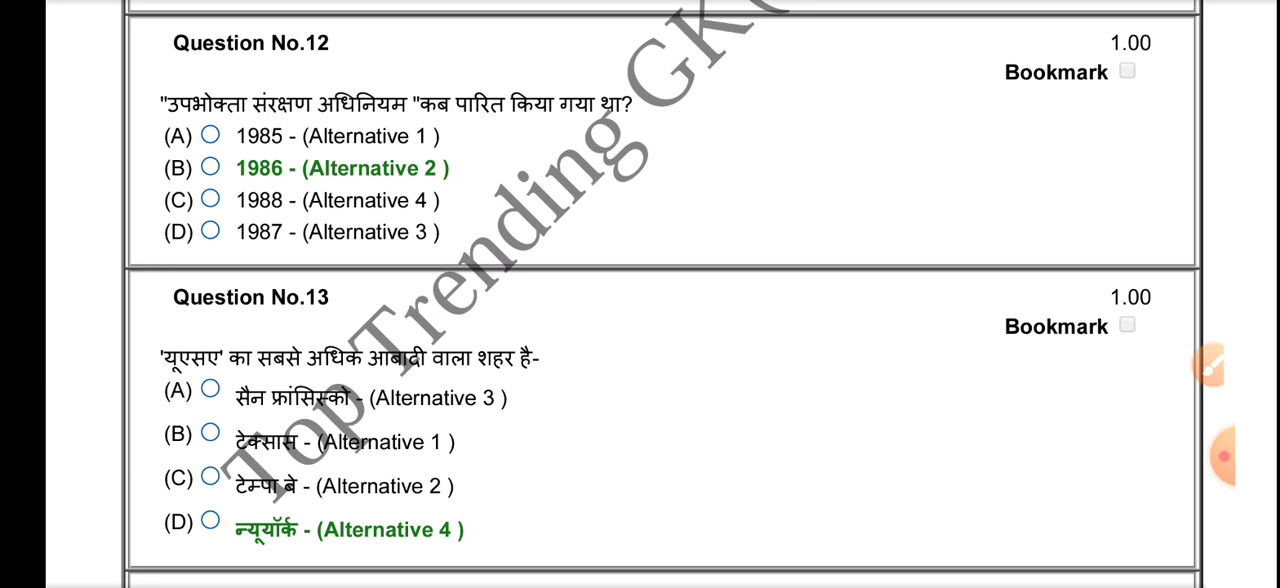 Question No.12
1.00
Bookmark
"उपभोक्ता संरक्षण अधिनियम "कब पारित किया गया था?
(A) 1985 - (Alternative 1 )
(B) 1986 - (Alternative 2 )
(C) 1988 - (Alternative 4 )
(D) 1987 - (Alternative 3 )
Question No.13
1.00
Bookmark
'यूएसए' का सबसे अधिक आबादी वाला शहर है-
(A) सैन फ्रांसिस्को - (Alternative 3 )
(B) टेक्सास - (Alternative 1 )
(C) टेम्पा बे - (Alternative 2 )
(D) न्यूयॉर्क - (Alternative 4 )
Top Trending GK